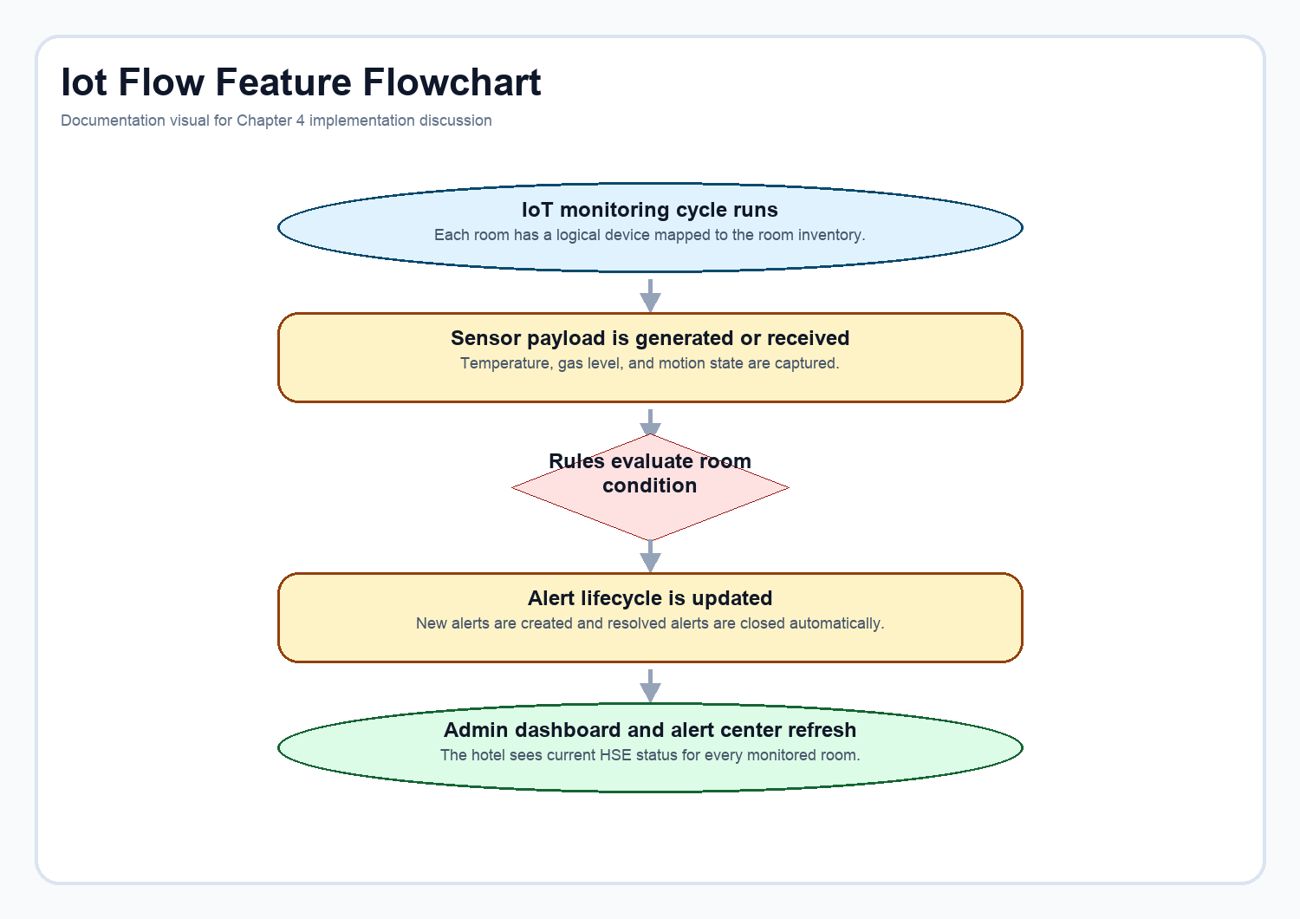 Iot Flow Feature Flowchart
Documentation visual for Chapter 4 implementation discussion
IoT monitoring cycle runs
Each room has a logical device mapped to the room inventory.
Sensor payload is generated or received
Temperature, gas level, and motion state are captured.
Rules evaluate room
condition
Alert lifecycle is updated
New alerts are created and resolved alerts are closed automatically.
Admin dashboard and alert center refresh
The hotel sees current HSE status for every monitored room.